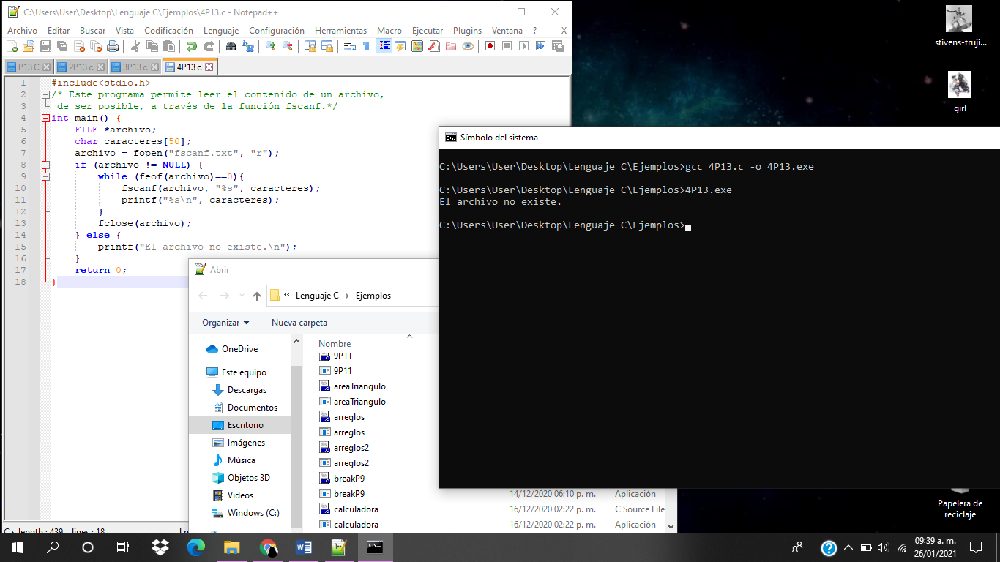 C:\Users\User\Desktop\Lenguaje C\Ejemplos\4P13.c - Notepad++
Archivo Editar Buscar Vista Codificación Lenguaje Configuración Herramientas Macro Ejecutar Plugins Ventana ? X
P13.C 2P13.c 3P13.c 4P13.c
1 #include<stdio.h>
2 /* Este programa permite leer el contenido de un archivo,
3 de ser posible, a través de la función fscanf.*/
4 int main() {
5 FILE *archivo;
6 char caracteres[50];
7 archivo = fopen("fscanf.txt", "r");
8 if (archivo != NULL) {
9 while (feof(archivo)==0){
10 fscanf(archivo, "%s", caracteres);
11 printf("%s\n", caracteres);
12 }
13 fclose(archivo);
14 } else {
15 printf("El archivo no existe.\n");
16 }
17 return 0;
18 }
Abrir
« Lenguaje C › Ejemplos
Organizar Nueva carpeta
OneDrive
Este equipo
Descargas
Documentos
Escritorio
Imágenes
Música
Objetos 3D
Videos
Windows (C:)
Nombre
9P11
9P11
areaTriangulo
areaTriangulo
arreglos
arreglos
arreglos2
arreglos2
breakP9
breakP9 14/12/2020 06:10 p. m. Aplicación
calculadora 16/12/2020 02:22 p. m. C Source File
calculadora 16/12/2020 02:22 p. m. Aplicación
length : 439 lines : 18
Símbolo del sistema
C:\Users\User\Desktop\Lenguaje C\Ejemplos>gcc 4P13.c -o 4P13.exe
C:\Users\User\Desktop\Lenguaje C\Ejemplos>4P13.exe
El archivo no existe.
C:\Users\User\Desktop\Lenguaje C\Ejemplos>
stivens-truji...
girl
Papelera de
reciclaje
09:39 a. m.
26/01/2021